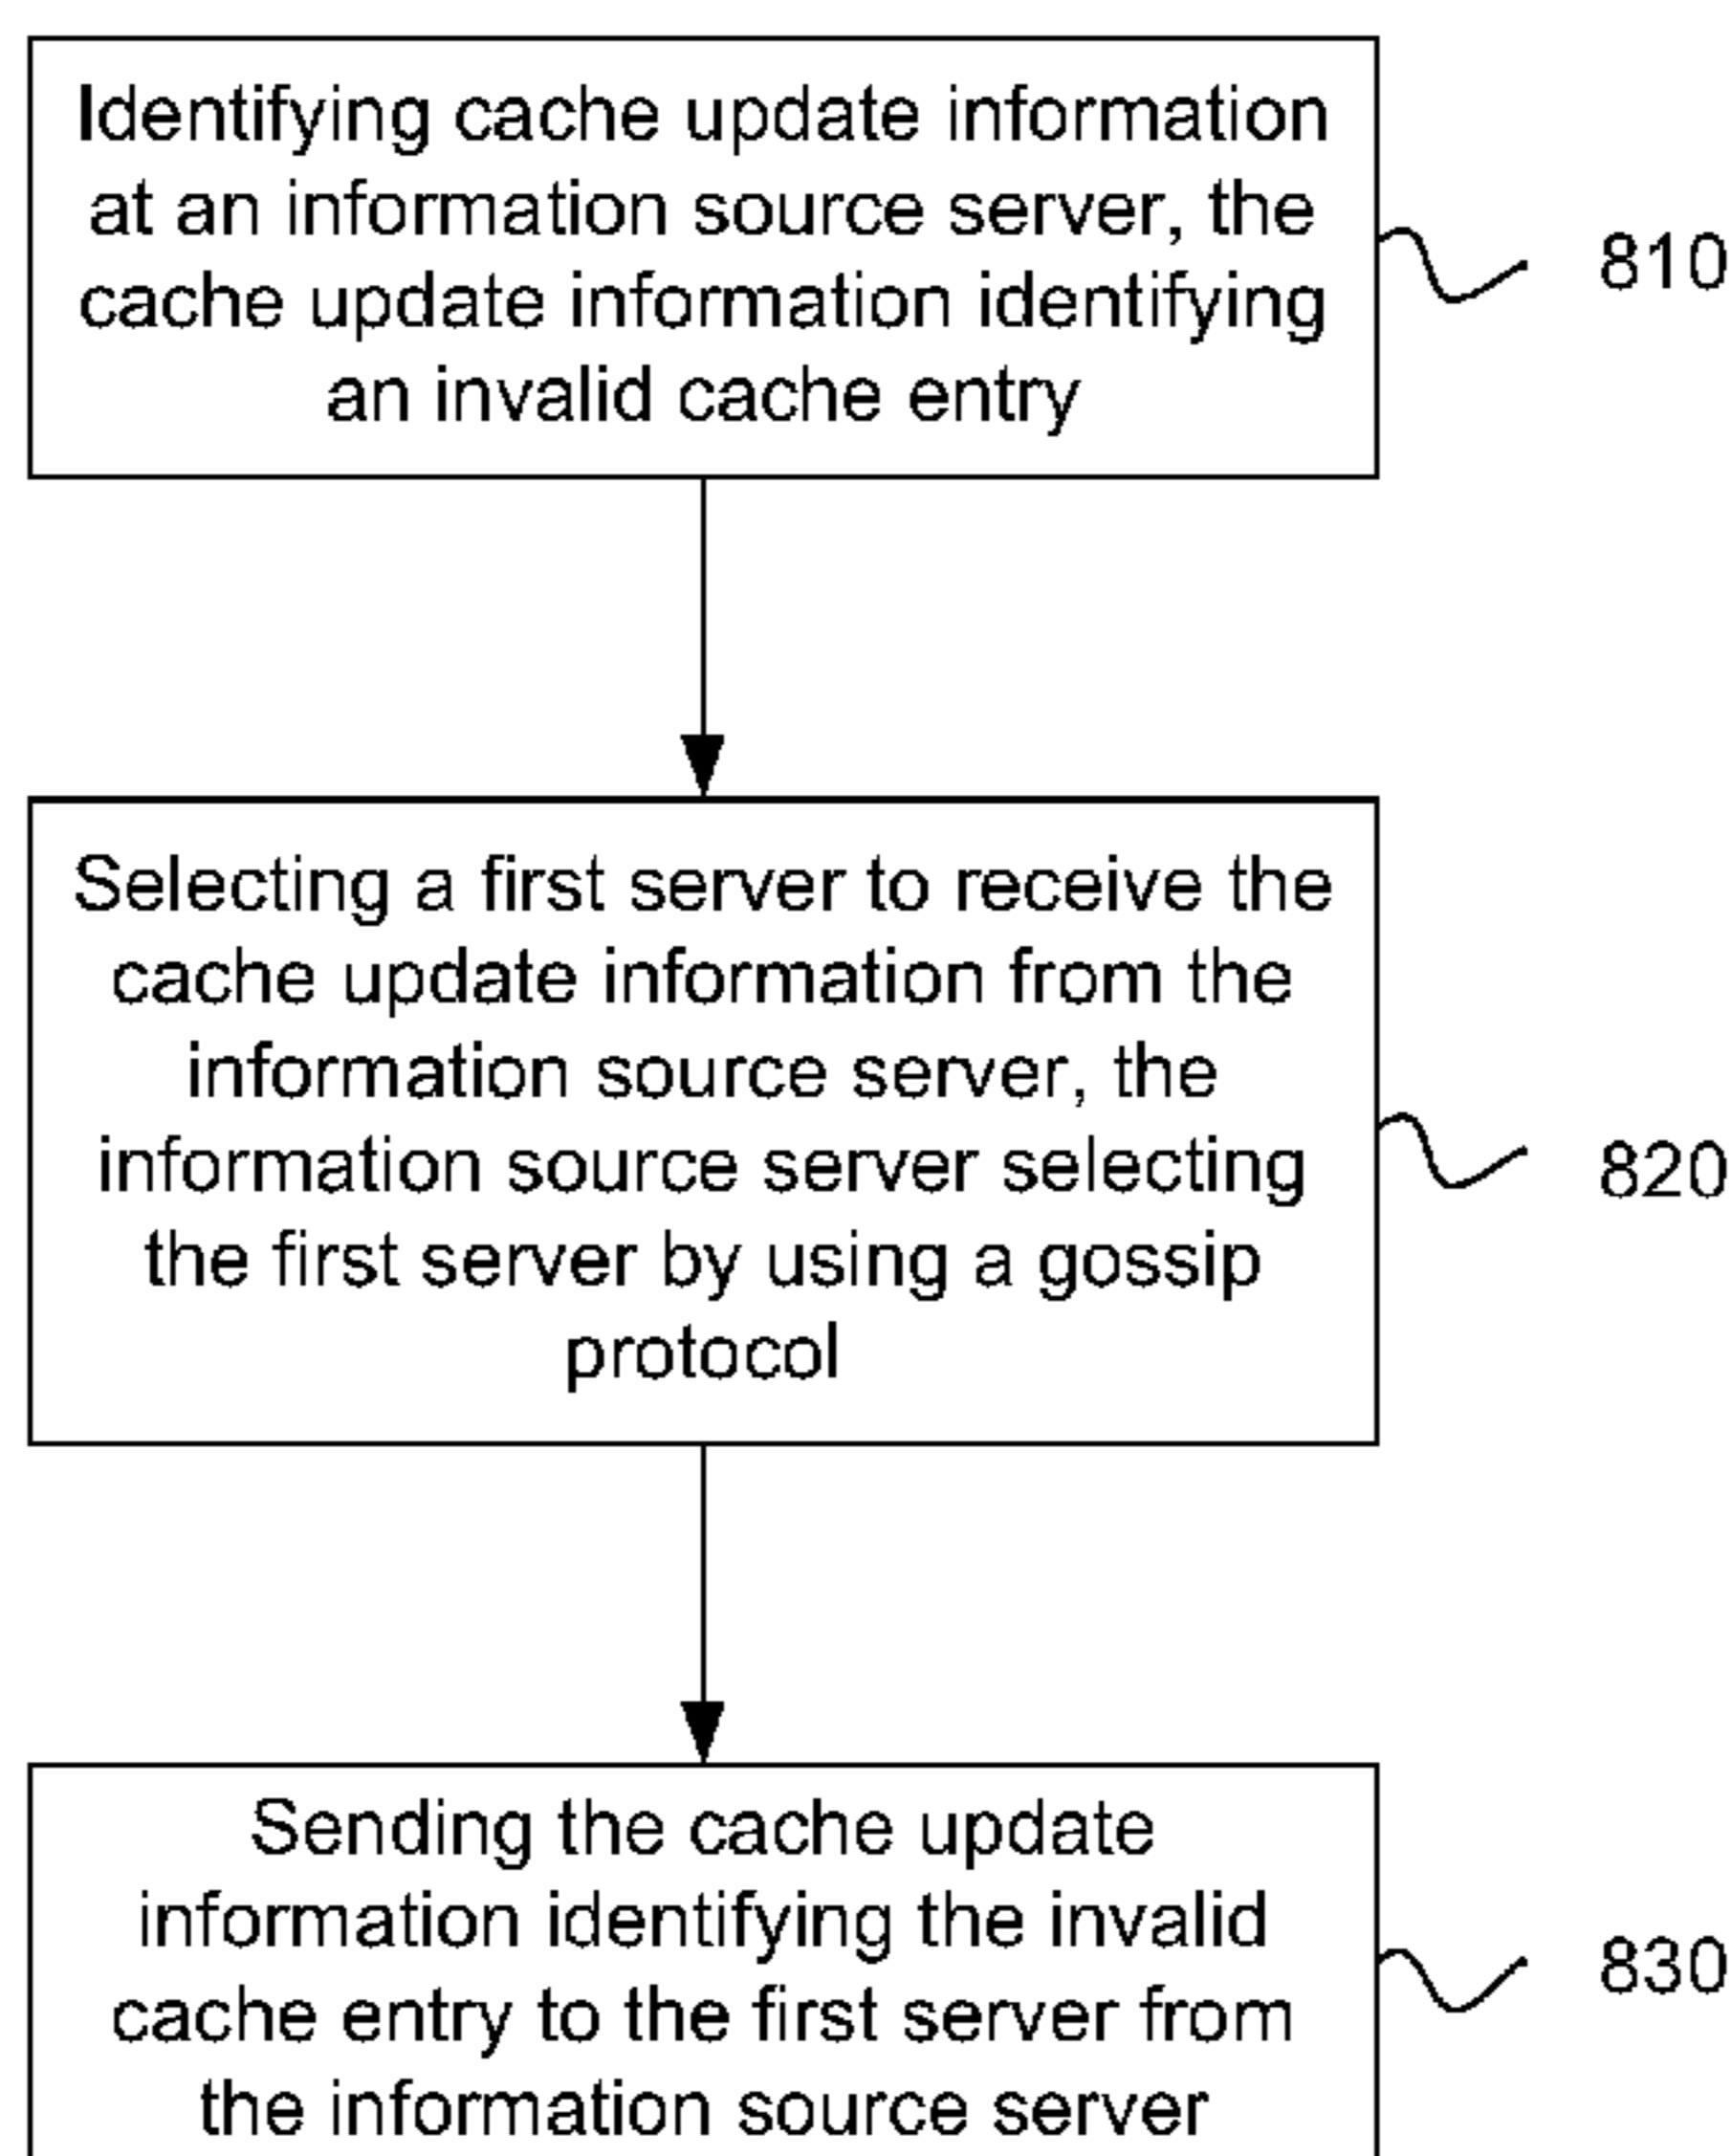 Identifying cache update information
at an information source server, the
cache update information identifying
an invalid cache entry
810
Selecting a first server to receive the
cache update information from the
information source server, the
information source server selecting
the first server by using a gossip
protocol
820
Sending the cache update
information identifying the invalid
cache entry to the first server from
the information source server
830